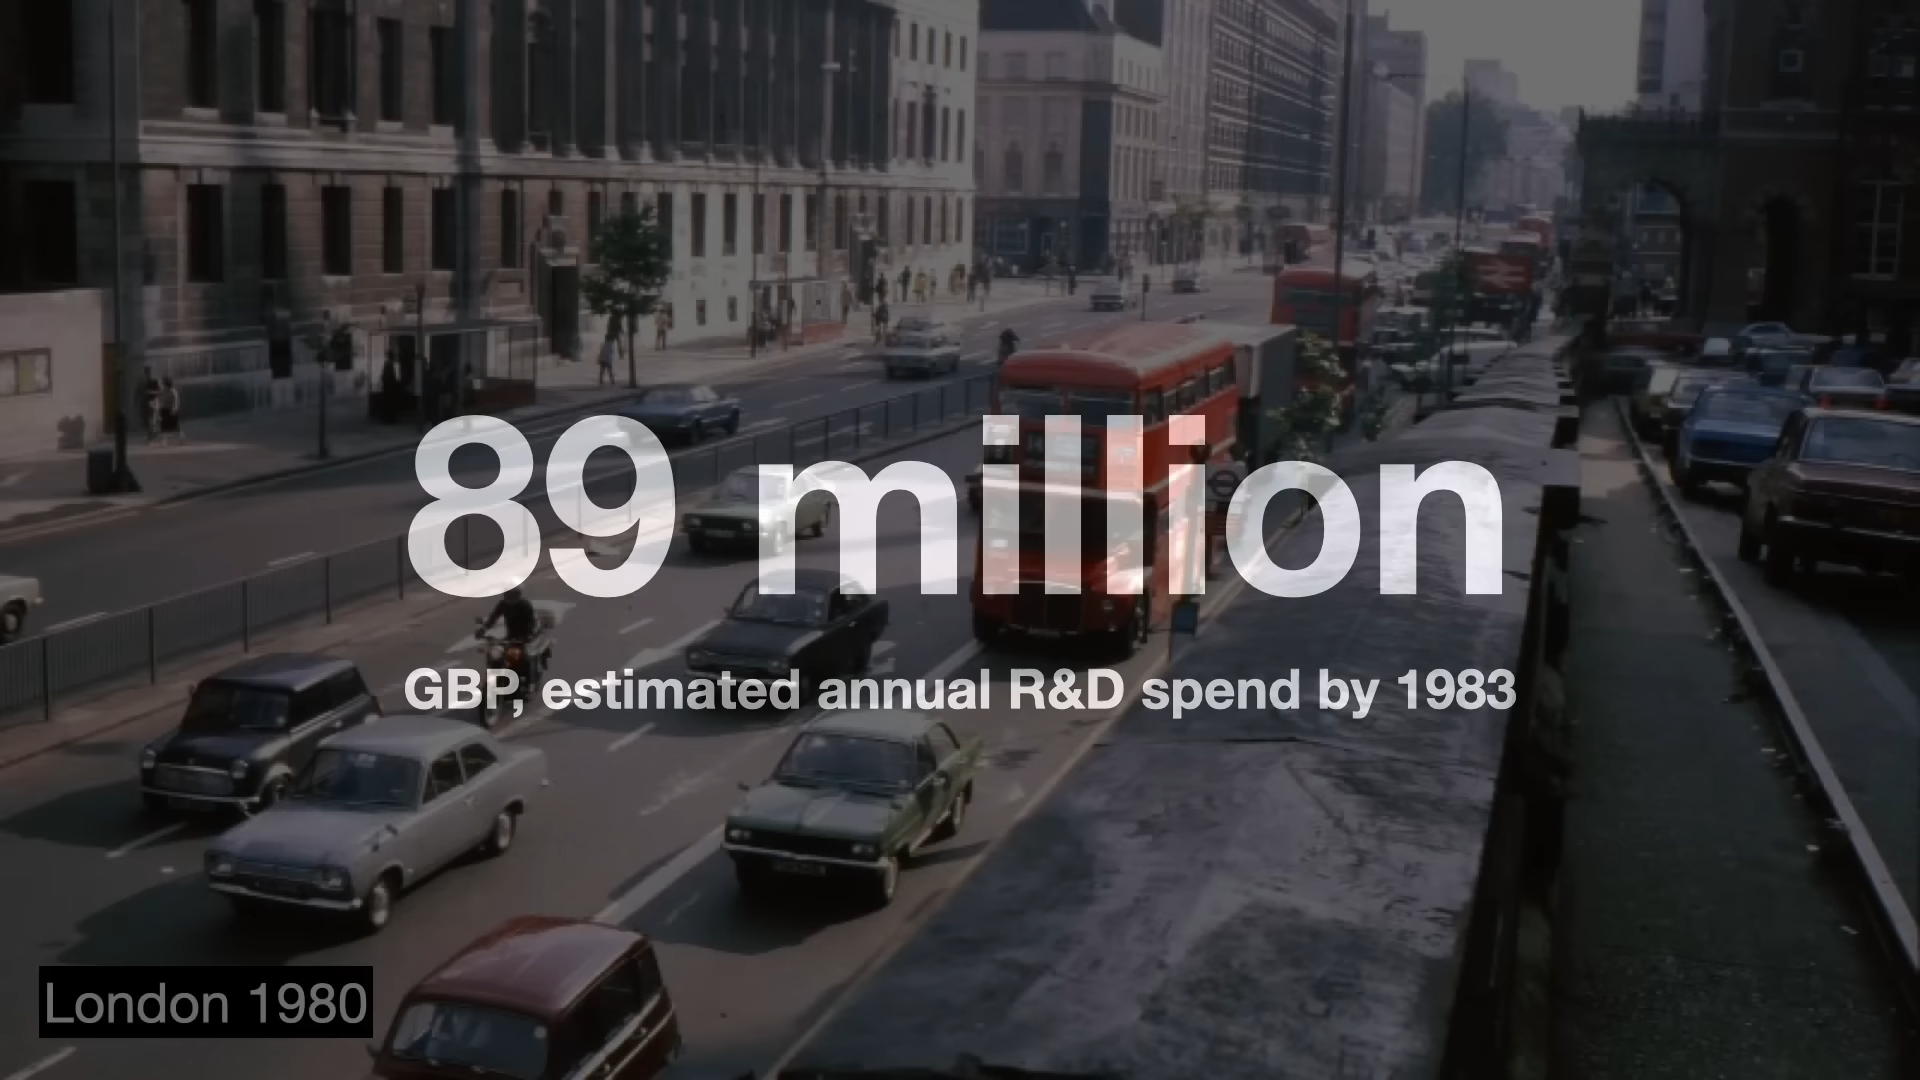 89 million
GBP, estimated annual R&D spend by 1983
London 1980